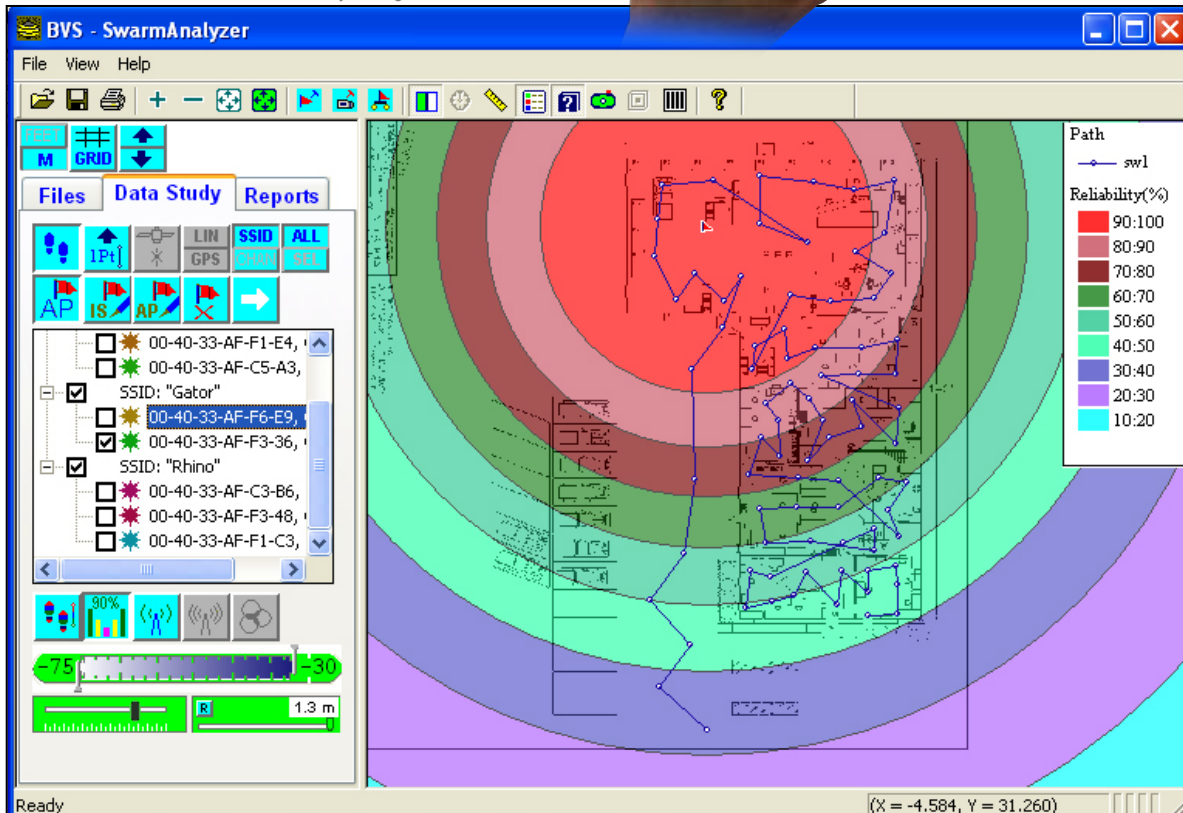 BVS - SwarmAnalyzer
File View Help
FEET
M
GRID
Files Data Study Reports
1Pt
LIN
GPS
SSID
CHAN
ALL
SEL
AP
IS
AP
00-40-33-AF-F1-E4,
00-40-33-AF-C5-A3,
SSID: "Gator"
00-40-33-AF-F6-E9,
00-40-33-AF-F3-36,
SSID: "Rhino"
00-40-33-AF-C3-B6,
00-40-33-AF-F3-48,
00-40-33-AF-F1-C3,
90%
-75
-30
R
1.3 m
Path
sw1
Reliability(%)
90:100
80:90
70:80
60:70
50:60
40:50
30:40
20:30
10:20
Ready
(X = -4.584, Y = 31.260)